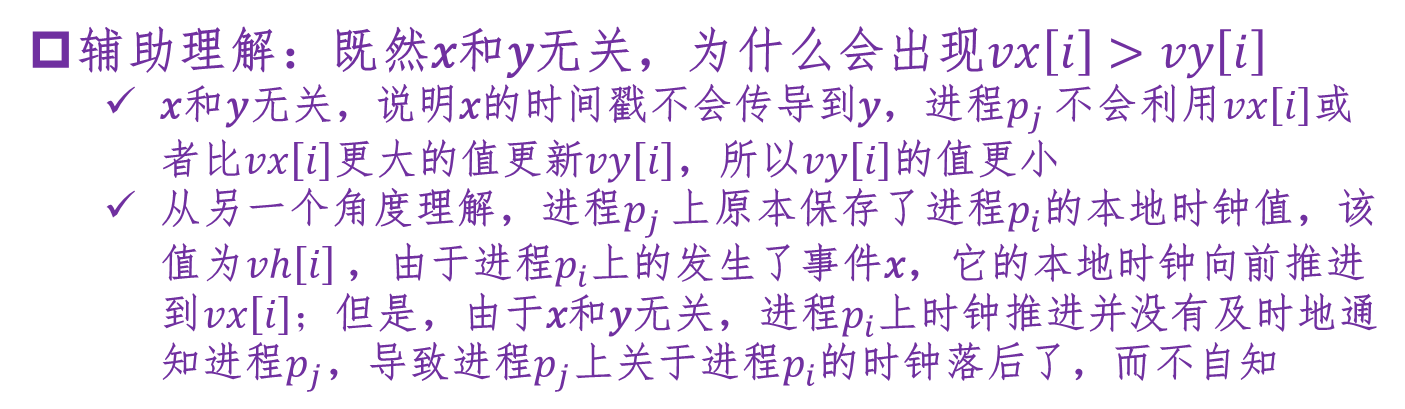 辅助理解：既然x和y无关，为什么会出现vx[i] > vy[i]
✓ x和y无关，说明x的时间戳不会传导到y，进程pⱼ 不会利用vx[i]或
者比vx[i]更大的值更新vy[i]，所以vy[i]的值更小
✓ 从另一个角度理解，进程pⱼ 上原本保存了进程pᵢ的本地时钟值，该
值为vh[i] ，由于进程pᵢ上的发生了事件x，它的本地时钟向前推进
到vx[i]；但是，由于x和y无关，进程pᵢ上时钟推进并没有及时地通
知进程pⱼ，导致进程pⱼ上关于进程pᵢ的时钟落后了，而不自知